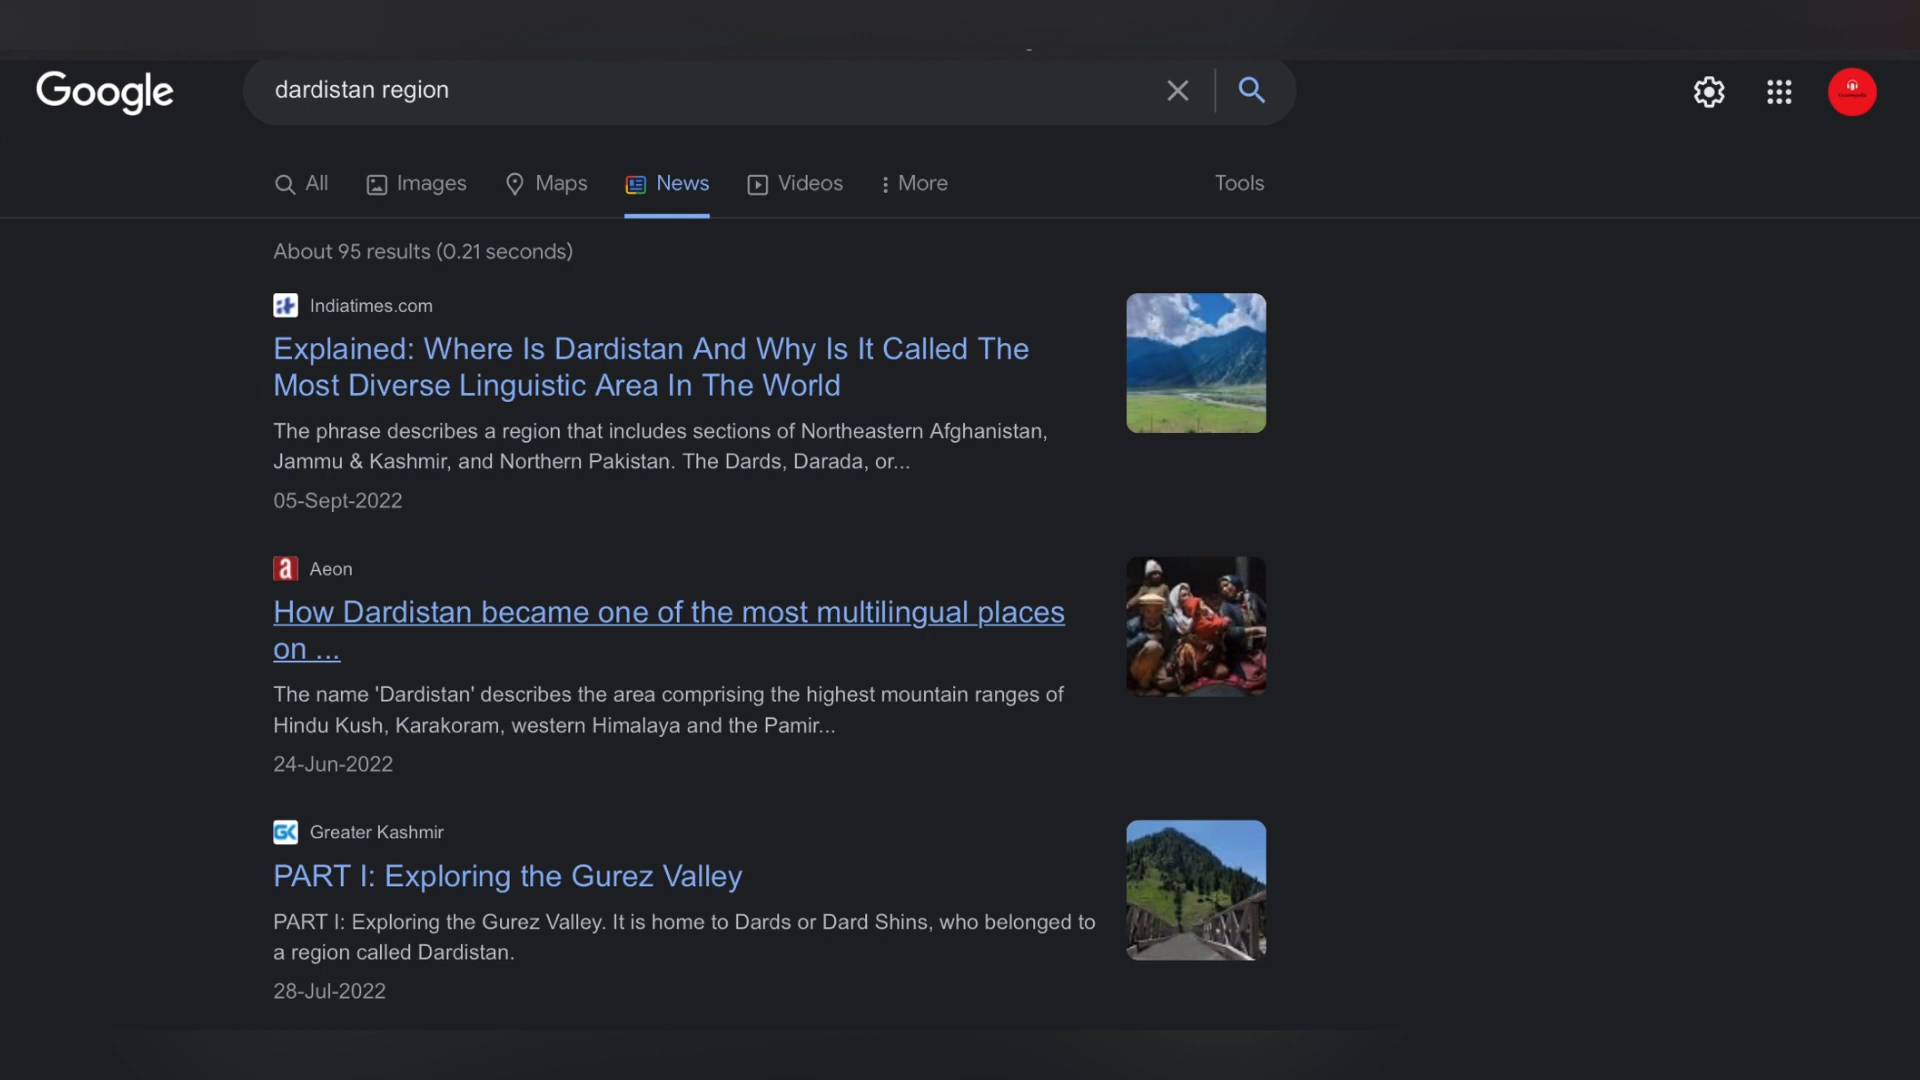 Google
dardistan region
All Images Maps News Videos More Tools
About 95 results (0.21 seconds)
Indiatimes.com
Explained: Where Is Dardistan And Why Is It Called The
Most Diverse Linguistic Area In The World
The phrase describes a region that includes sections of Northeastern Afghanistan,
Jammu & Kashmir, and Northern Pakistan. The Dards, Darada, or...
05-Sept-2022
a Aeon
How Dardistan became one of the most multilingual places
on ...
The name 'Dardistan' describes the area comprising the highest mountain ranges of
Hindu Kush, Karakoram, western Himalaya and the Pamir...
24-Jun-2022
GK Greater Kashmir
PART I: Exploring the Gurez Valley
PART I: Exploring the Gurez Valley. It is home to Dards or Dard Shins, who belonged to
a region called Dardistan.
28-Jul-2022